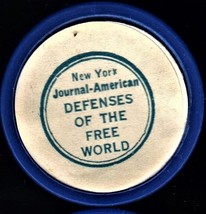 New York
Journal-American
DEFENSES
OF THE
FREE
WORLD